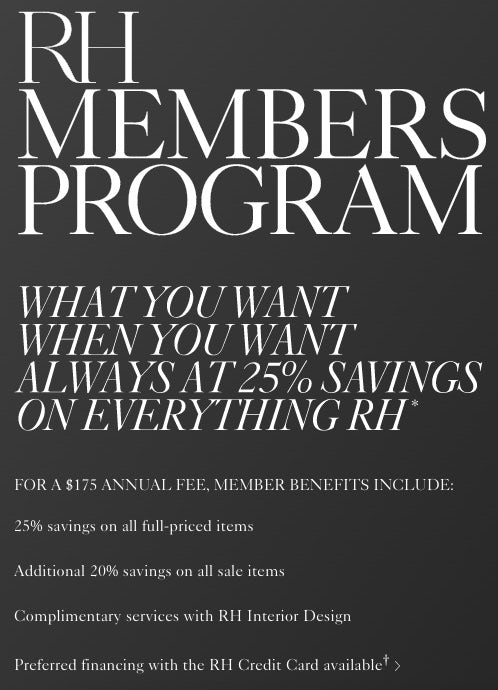 RH
MEMBERS
PROGRAM
WHAT YOU WANT
WHEN YOU WANT
ALWAYS AT 25% SAVINGS
ON EVERYTHING RH*
FOR A $175 ANNUAL FEE, MEMBER BENEFITS INCLUDE:
25% savings on all full-priced items
Additional 20% savings on all sale items
Complimentary services with RH Interior Design
Preferred financing with the RH Credit Card available† >